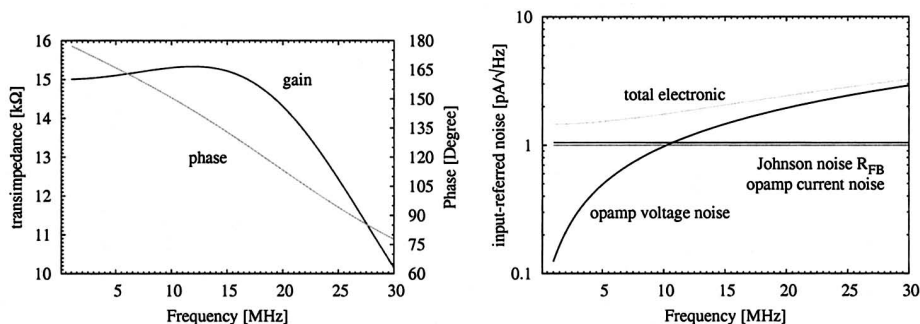 transimpedance [kΩ]
16
15
14
13
12
11
10
gain
phase
180
165
150
135
120
105
90
75
60
Phase [Degree]
5
10
15
20
25
30
Frequency [MHz]
input-referred noise [pA/√Hz]
10
1
0.1
total electronic
Johnson noise R_FB
opamp current noise
opamp voltage noise
5
10
15
20
25
30
Frequency [MHz]